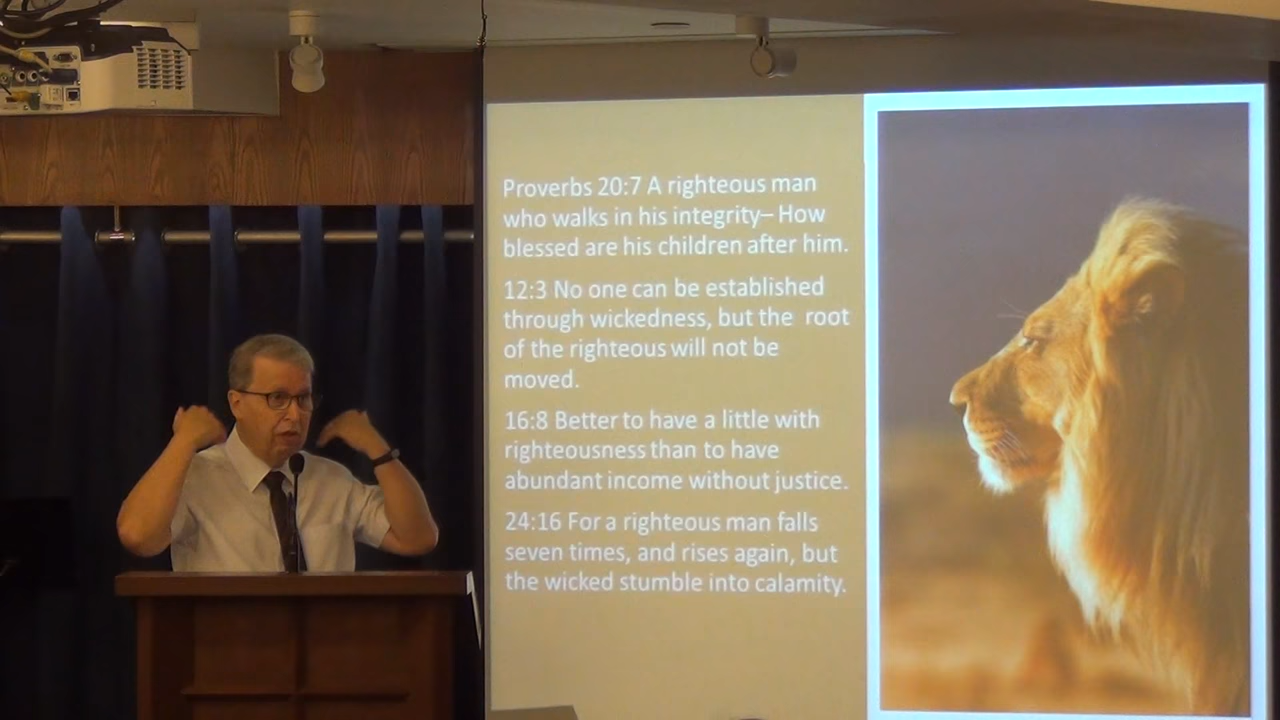 Proverbs 20:7 A righteous man
who walks in his integrity– How
blessed are his children after him.
12:3 No one can be established
through wickedness, but the root
of the righteous will not be
moved.
16:8 Better to have a little with
righteousness than to have
abundant income without justice.
24:16 For a righteous man falls
seven times, and rises again, but
the wicked stumble into calamity.